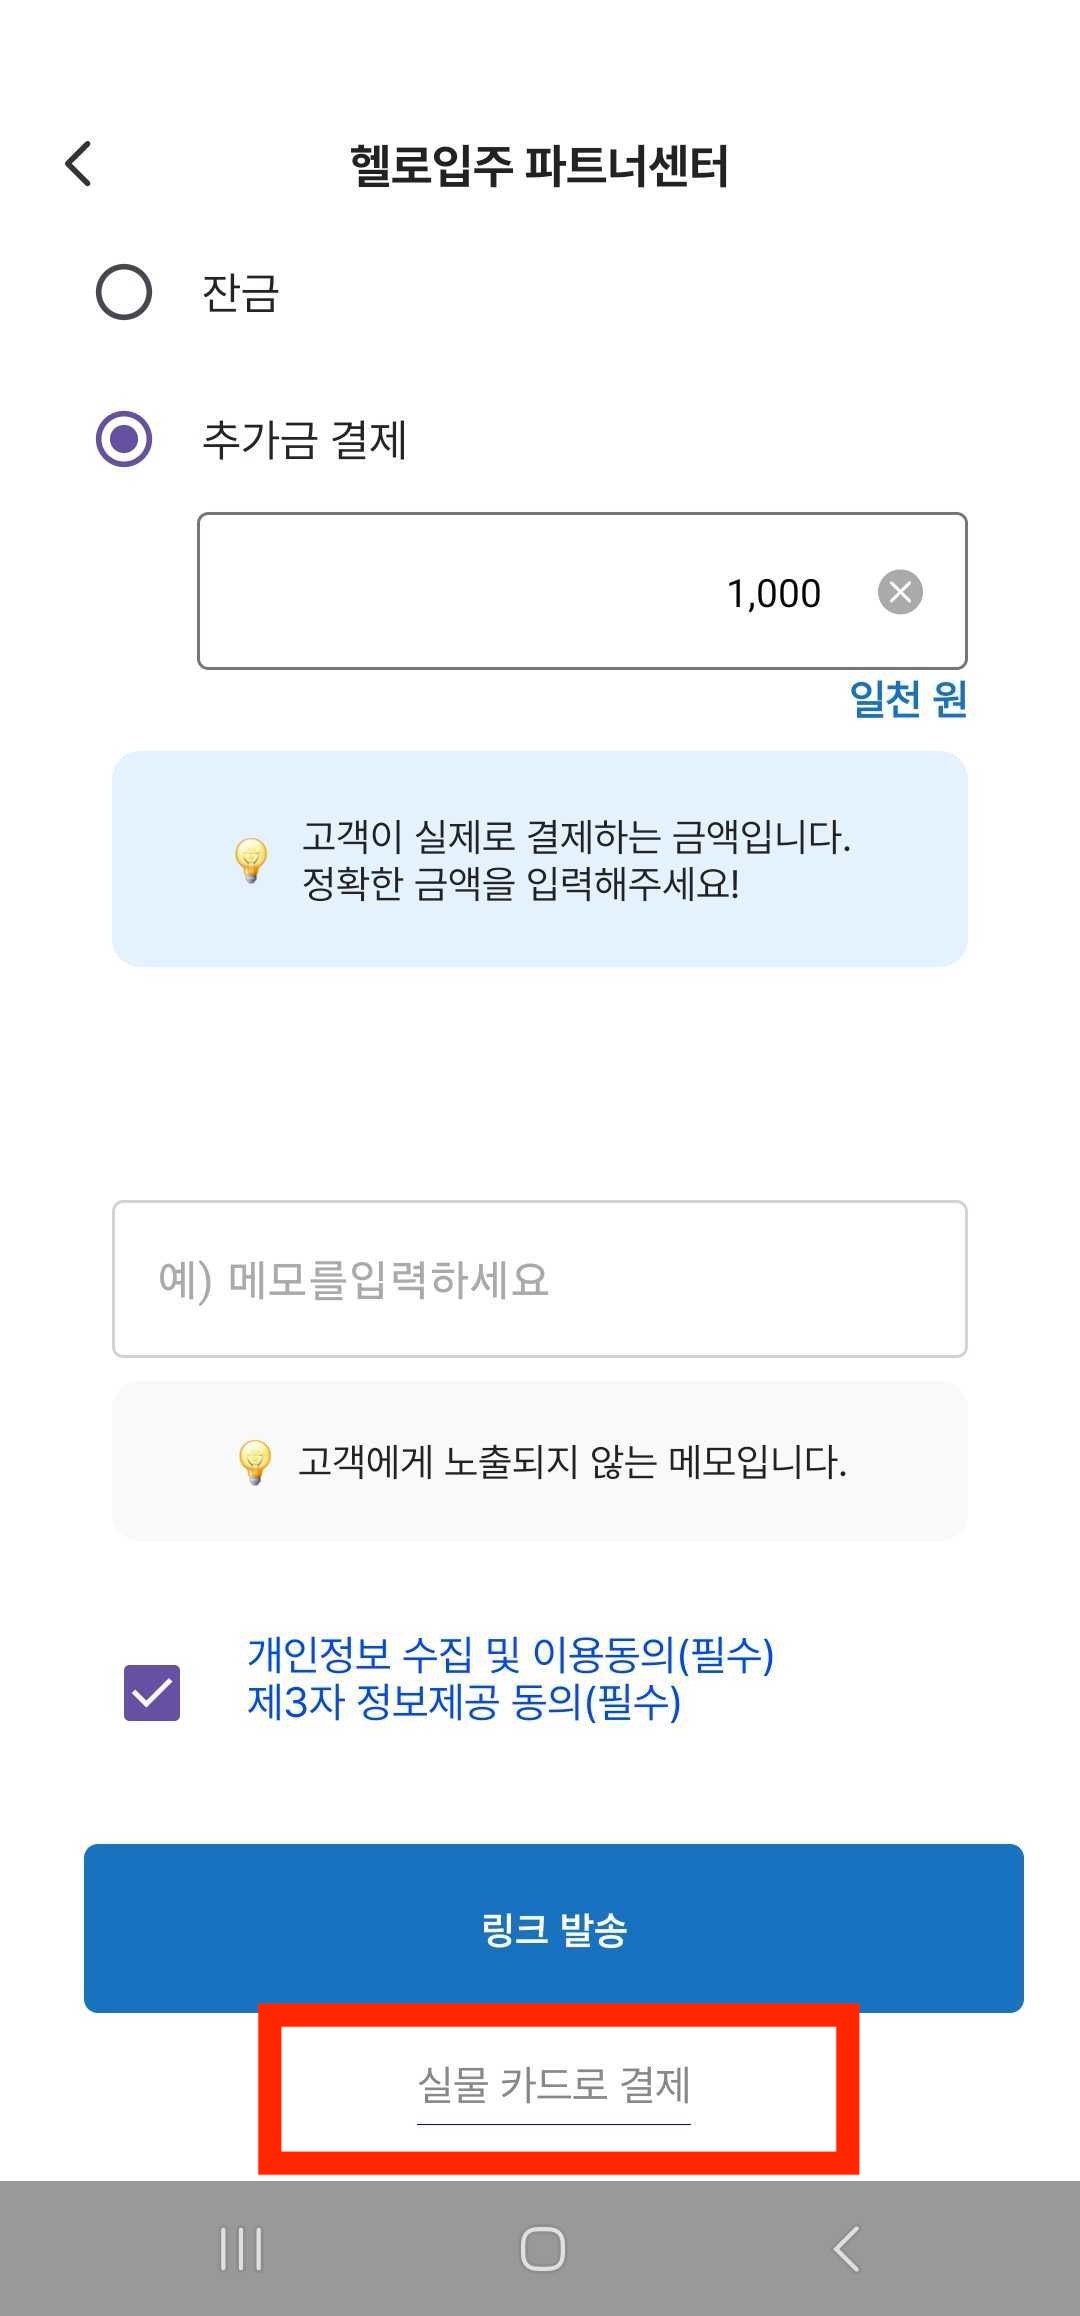 헬로입주 파트너센터
잔금
추가금 결제
1,000
일천 원
고객이 실제로 결제하는 금액입니다.
정확한 금액을 입력해주세요!
예) 메모를입력하세요
고객에게 노출되지 않는 메모입니다.
개인정보 수집 및 이용동의(필수)
제3자 정보제공 동의(필수)
링크 발송
실물 카드로 결제